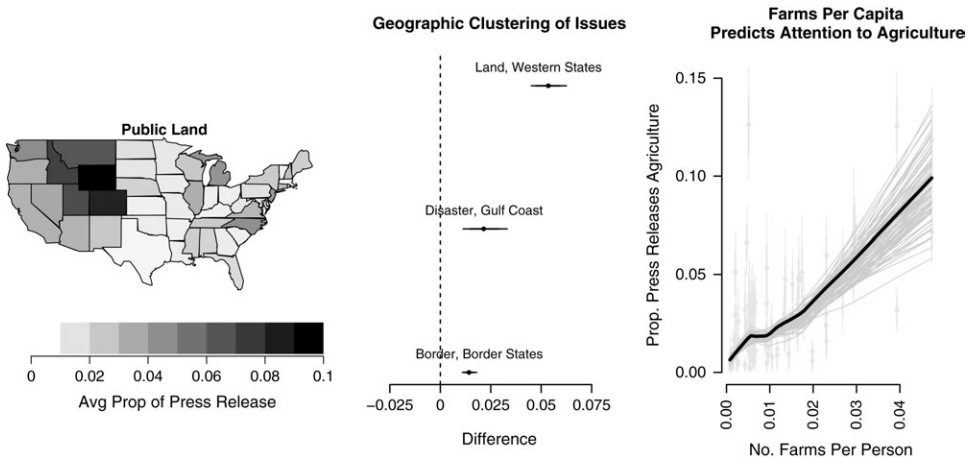 Public Land
0 0.02 0.04 0.06 0.08 0.1
Avg Prop of Press Release
Geographic Clustering of Issues
Land, Western States
Disaster, Gulf Coast
Border, Border States
−0.025 0 0.025 0.05 0.075
Difference
Farms Per Capita
Predicts Attention to Agriculture
Prop. Press Releases Agriculture
0.15
0.10
0.05
0.00
0.00 0.01 0.02 0.03 0.04
No. Farms Per Person